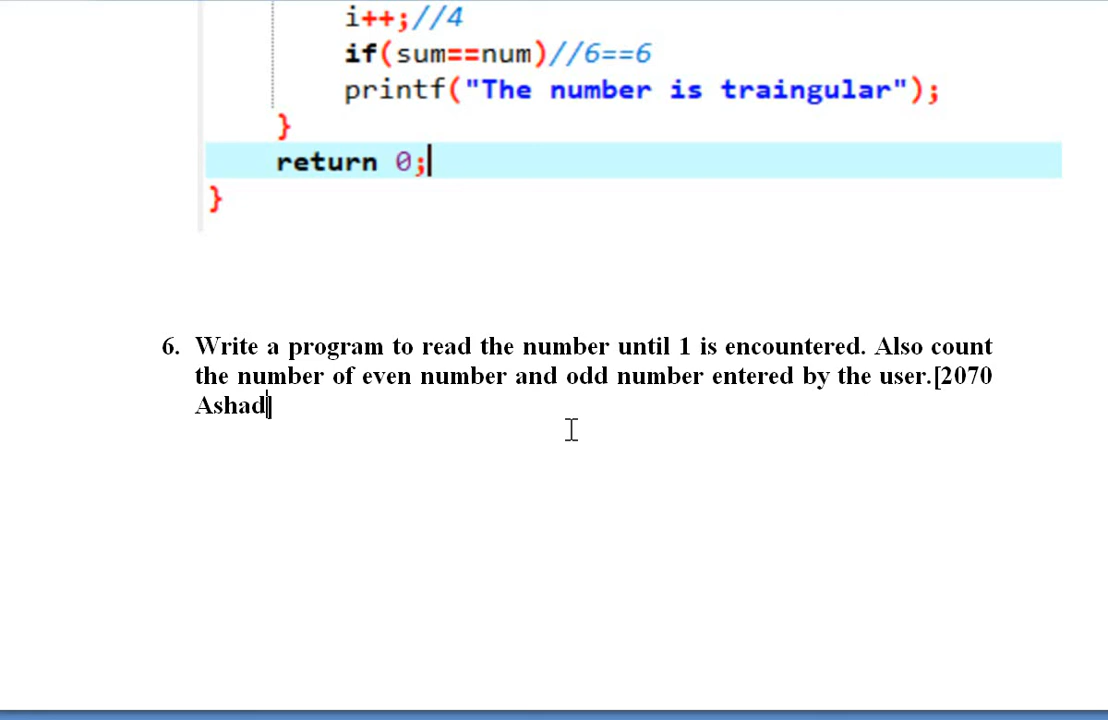 i++;//4
if(sum==num)//6==6
printf("The number is traingular");
}
return 0;
}
6. Write a program to read the number until 1 is encountered. Also count
the number of even number and odd number entered by the user.[2070
Ashad]